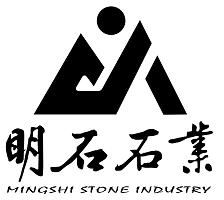 明石石業
MINGSHI STONE INDUSTRY